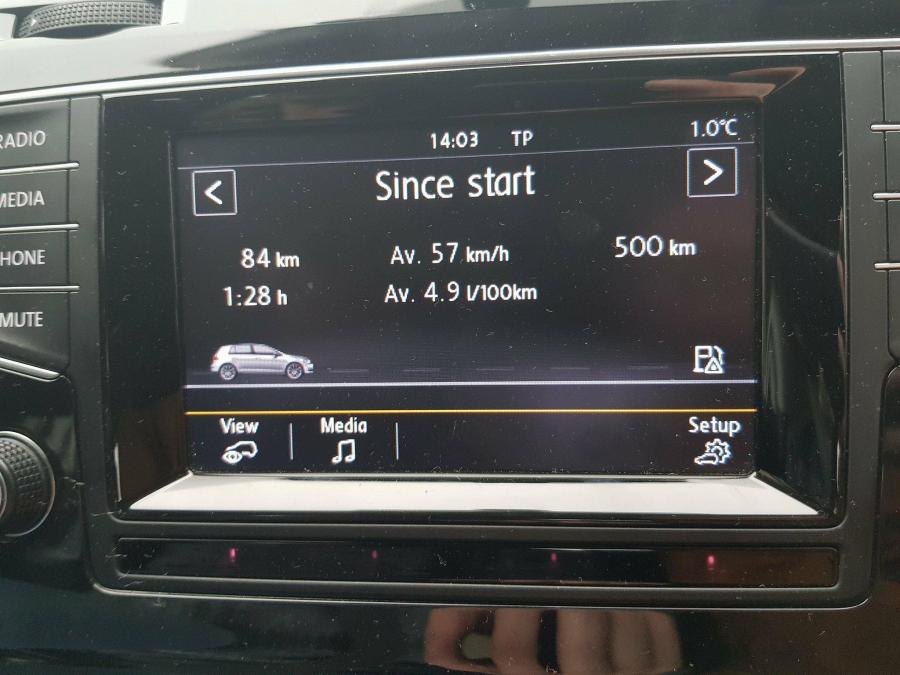 14:03 TP 1.0°C
< Since start >
84 km Av. 57 km/h 500 km
1:28 h Av. 4.9 l/100km
View Media Setup
RADIO
MEDIA
PHONE
MUTE